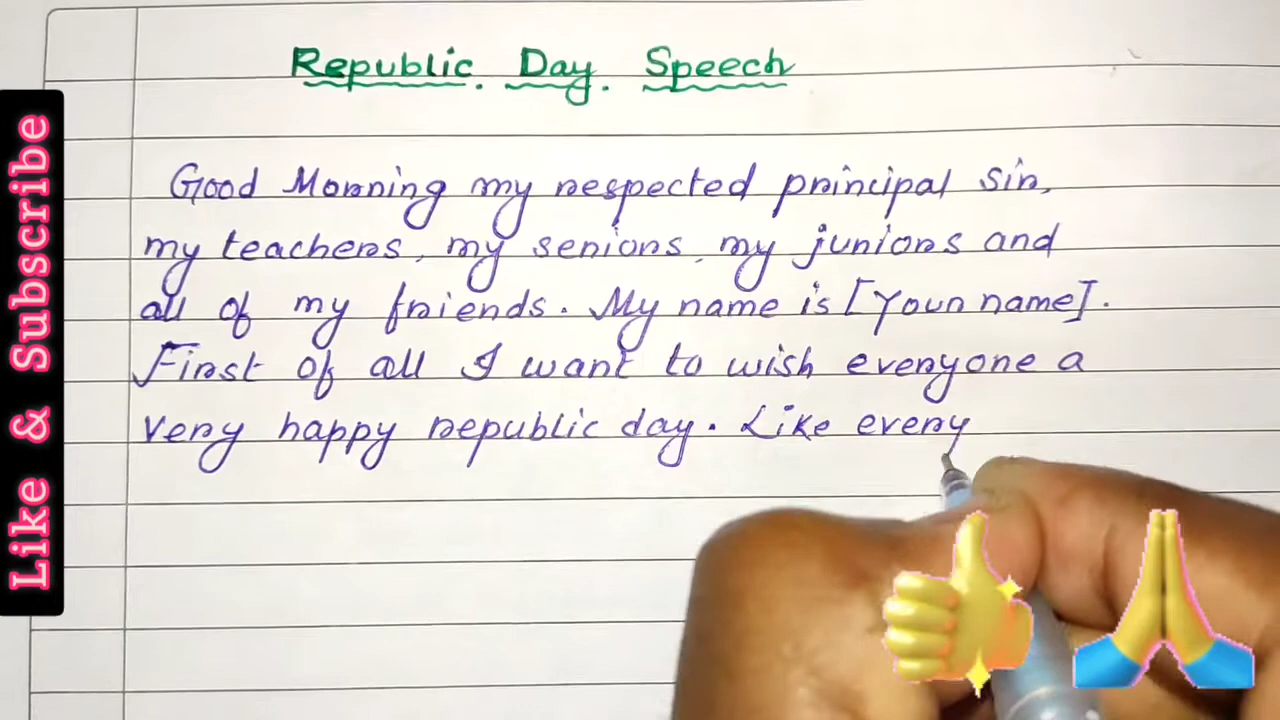 Republic Day Speech
Good Morning my respected principal sir,
my teachers, my seniors, my juniors and
all of my friends. My name is [Your name].
First of all I want to wish everyone a
very happy republic day. Like every
Like & Subscribe